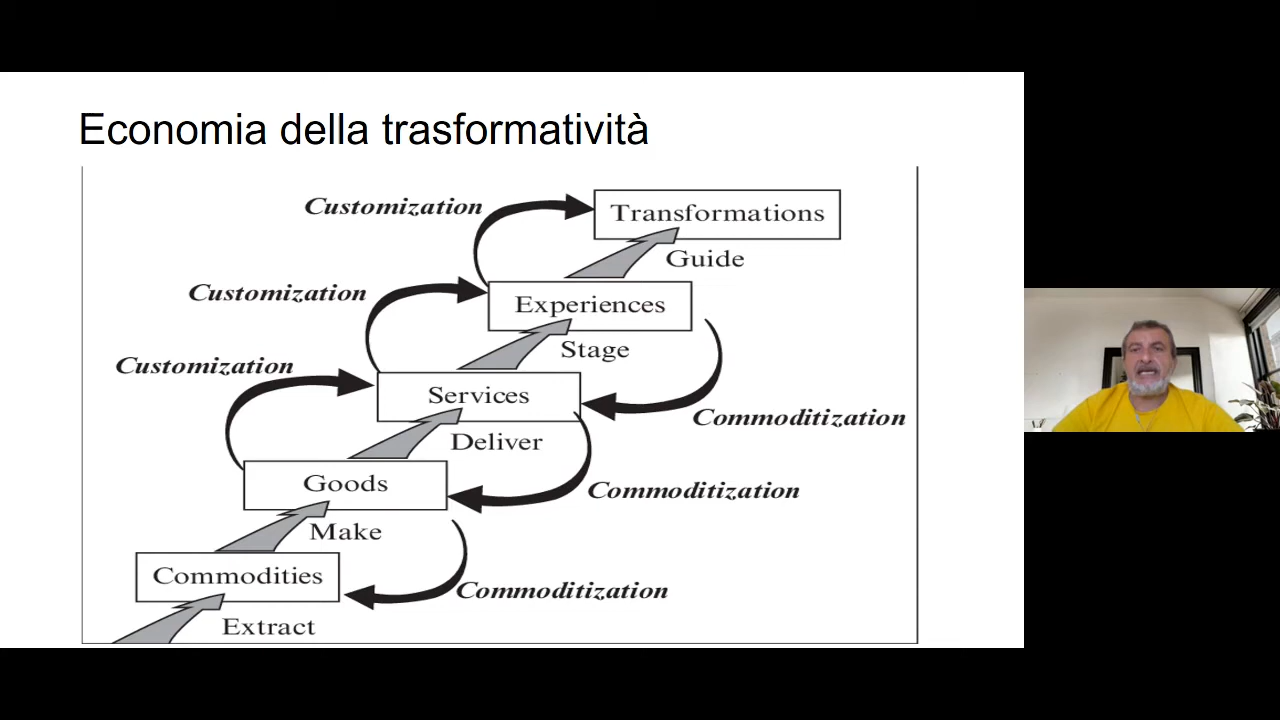 Economia della trasformatività
Customization
Transformations
Guide
Customization
Experiences
Stage
Customization
Services
Commoditization
Deliver
Goods
Commoditization
Make
Commodities
Commoditization
Extract